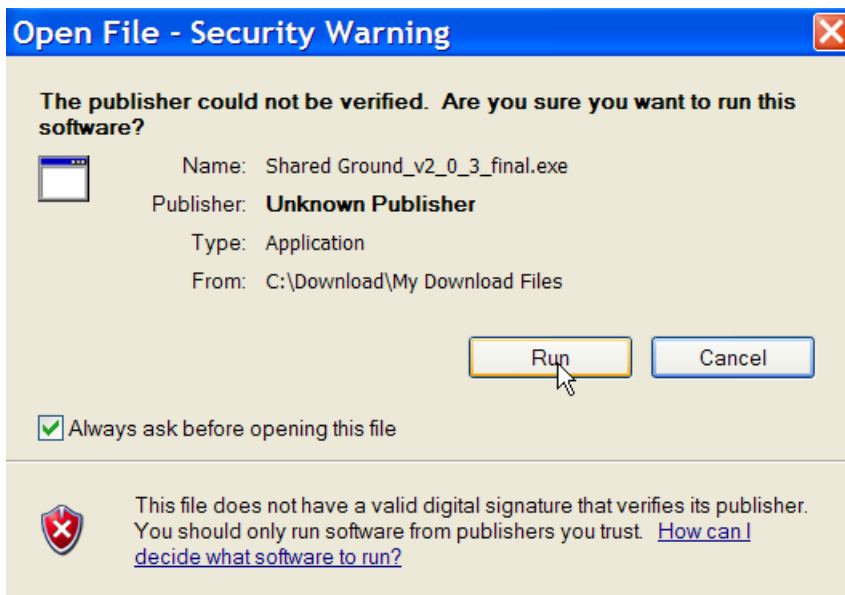 Open File - Security Warning
The publisher could not be verified. Are you sure you want to run this
software?
Name: Shared Ground_v2_0_3_final.exe
Publisher: Unknown Publisher
Type: Application
From: C:\Download\My Download Files
Run Cancel
Always ask before opening this file
This file does not have a valid digital signature that verifies its publisher.
You should only run software from publishers you trust. How can I
decide what software to run?